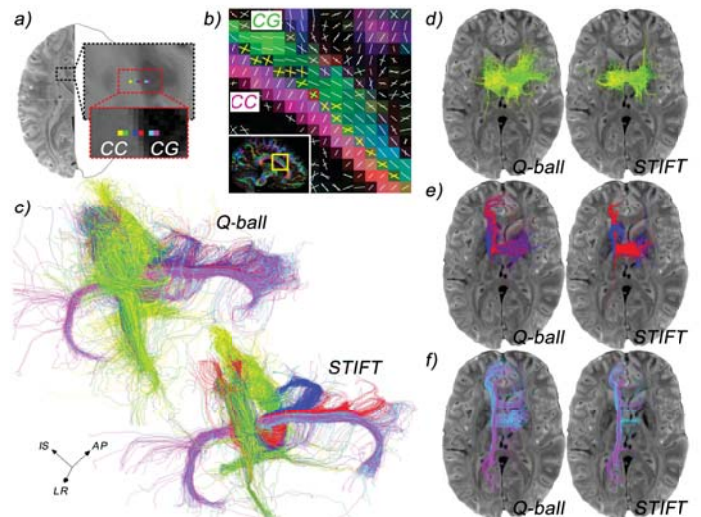 a)
CC
CG
b)
CG
CC
c)
Q-ball
STIFT
IS
AP
LR
d)
Q-ball
STIFT
e)
Q-ball
STIFT
f)
Q-ball
STIFT